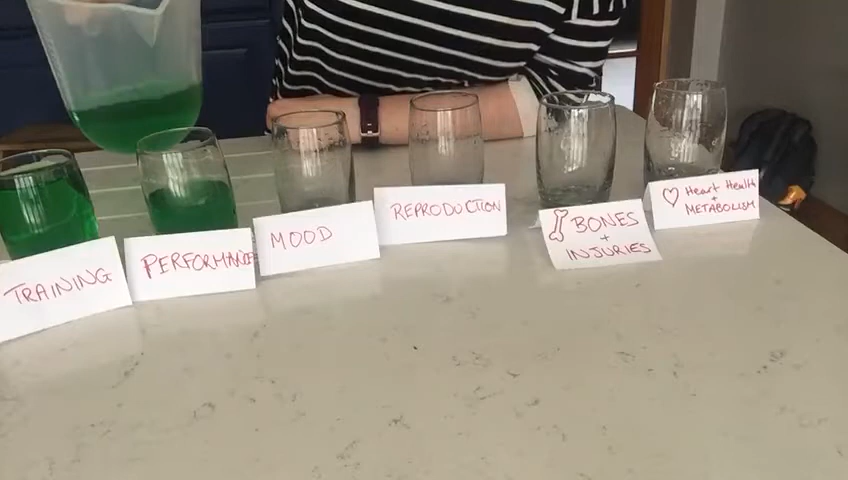 TRAINING
PERFORMANCE
MOOD
REPRODUCTION
BONES
+
INJURIES
Heart Health
+ METABOLISM